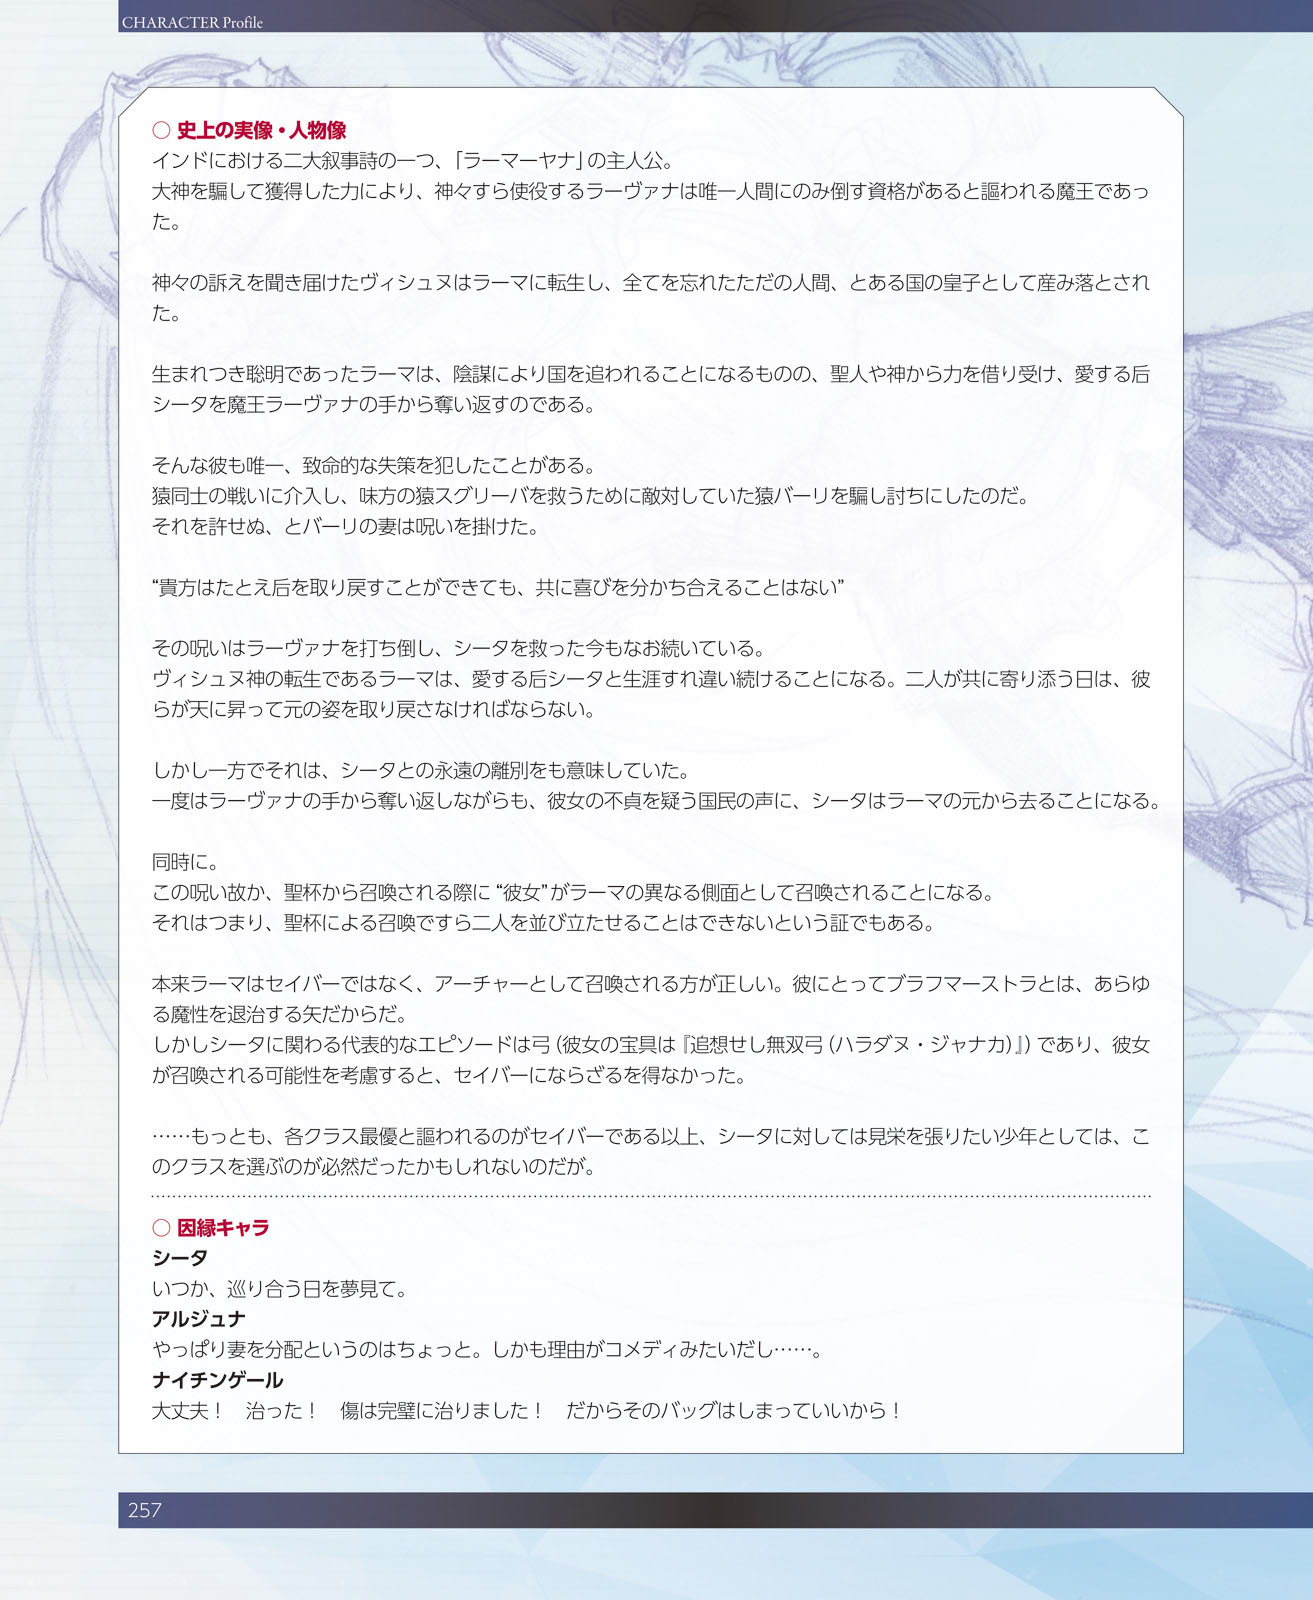 CHARACTER Profile
○ 史上の実像・人物像
インドにおける二大叙事詩の一つ、「ラーマーヤナ」の主人公。
大神を騙して獲得した力により、神々すら使役するラーヴァナは唯一人間にのみ倒す資格があると謳われる魔王であっ
た。
神々の訴えを聞き届けたヴィシュヌはラーマに転生し、全てを忘れたただの人間、とある国の皇子として産み落とされ
た。
生まれつき聡明であったラーマは、陰謀により国を追われることになるものの、聖人や神から力を借り受け、愛する后
シータを魔王ラーヴァナの手から奪い返すのである。
そんな彼も唯一、致命的な失策を犯したことがある。
猿同士の戦いに介入し、味方の猿スグリーバを救うために敵対していた猿バーリを騙し討ちにしたのだ。
それを許せぬ、とバーリの妻は呪いを掛けた。
“貴方はたとえ后を取り戻すことができても、共に喜びを分かち合えることはない”
その呪いはラーヴァナを打ち倒し、シータを救った今もなお続いている。
ヴィシュヌ神の転生であるラーマは、愛する后シータと生涯すれ違い続けることになる。二人が共に寄り添う日は、彼
らが天に昇って元の姿を取り戻さなければならない。
しかし一方でそれは、シータとの永遠の離別をも意味していた。
一度はラーヴァナの手から奪い返しながらも、彼女の不貞を疑う国民の声に、シータはラーマの元から去ることになる。
同時に。
この呪い故か、聖杯から召喚される際に“彼女”がラーマの異なる側面として召喚されることになる。
それはつまり、聖杯による召喚ですら二人を並び立たせることはできないという証でもある。
本来ラーマはセイバーではなく、アーチャーとして召喚される方が正しい。彼にとってブラフマーストラとは、あらゆ
る魔性を退治する矢だからだ。
しかしシータに関わる代表的なエピソードは弓（彼女の宝具は『追想せし無双弓（ハラダヌ・ジャナカ）』）であり、彼女
が召喚される可能性を考慮すると、セイバーにならざるを得なかった。
……もっとも、各クラス最優と謳われるのがセイバーである以上、シータに対しては見栄を張りたい少年としては、こ
のクラスを選ぶのが必然だったかもしれないのだが。
○ 因縁キャラ
シータ
いつか、巡り合う日を夢見て。
アルジュナ
やっぱり妻を分配というのはちょっと。しかも理由がコメディみたいだし……。
ナイチンゲール
大丈夫！　治った！　傷は完璧に治りました！　だからそのバッグはしまっていいから！
257